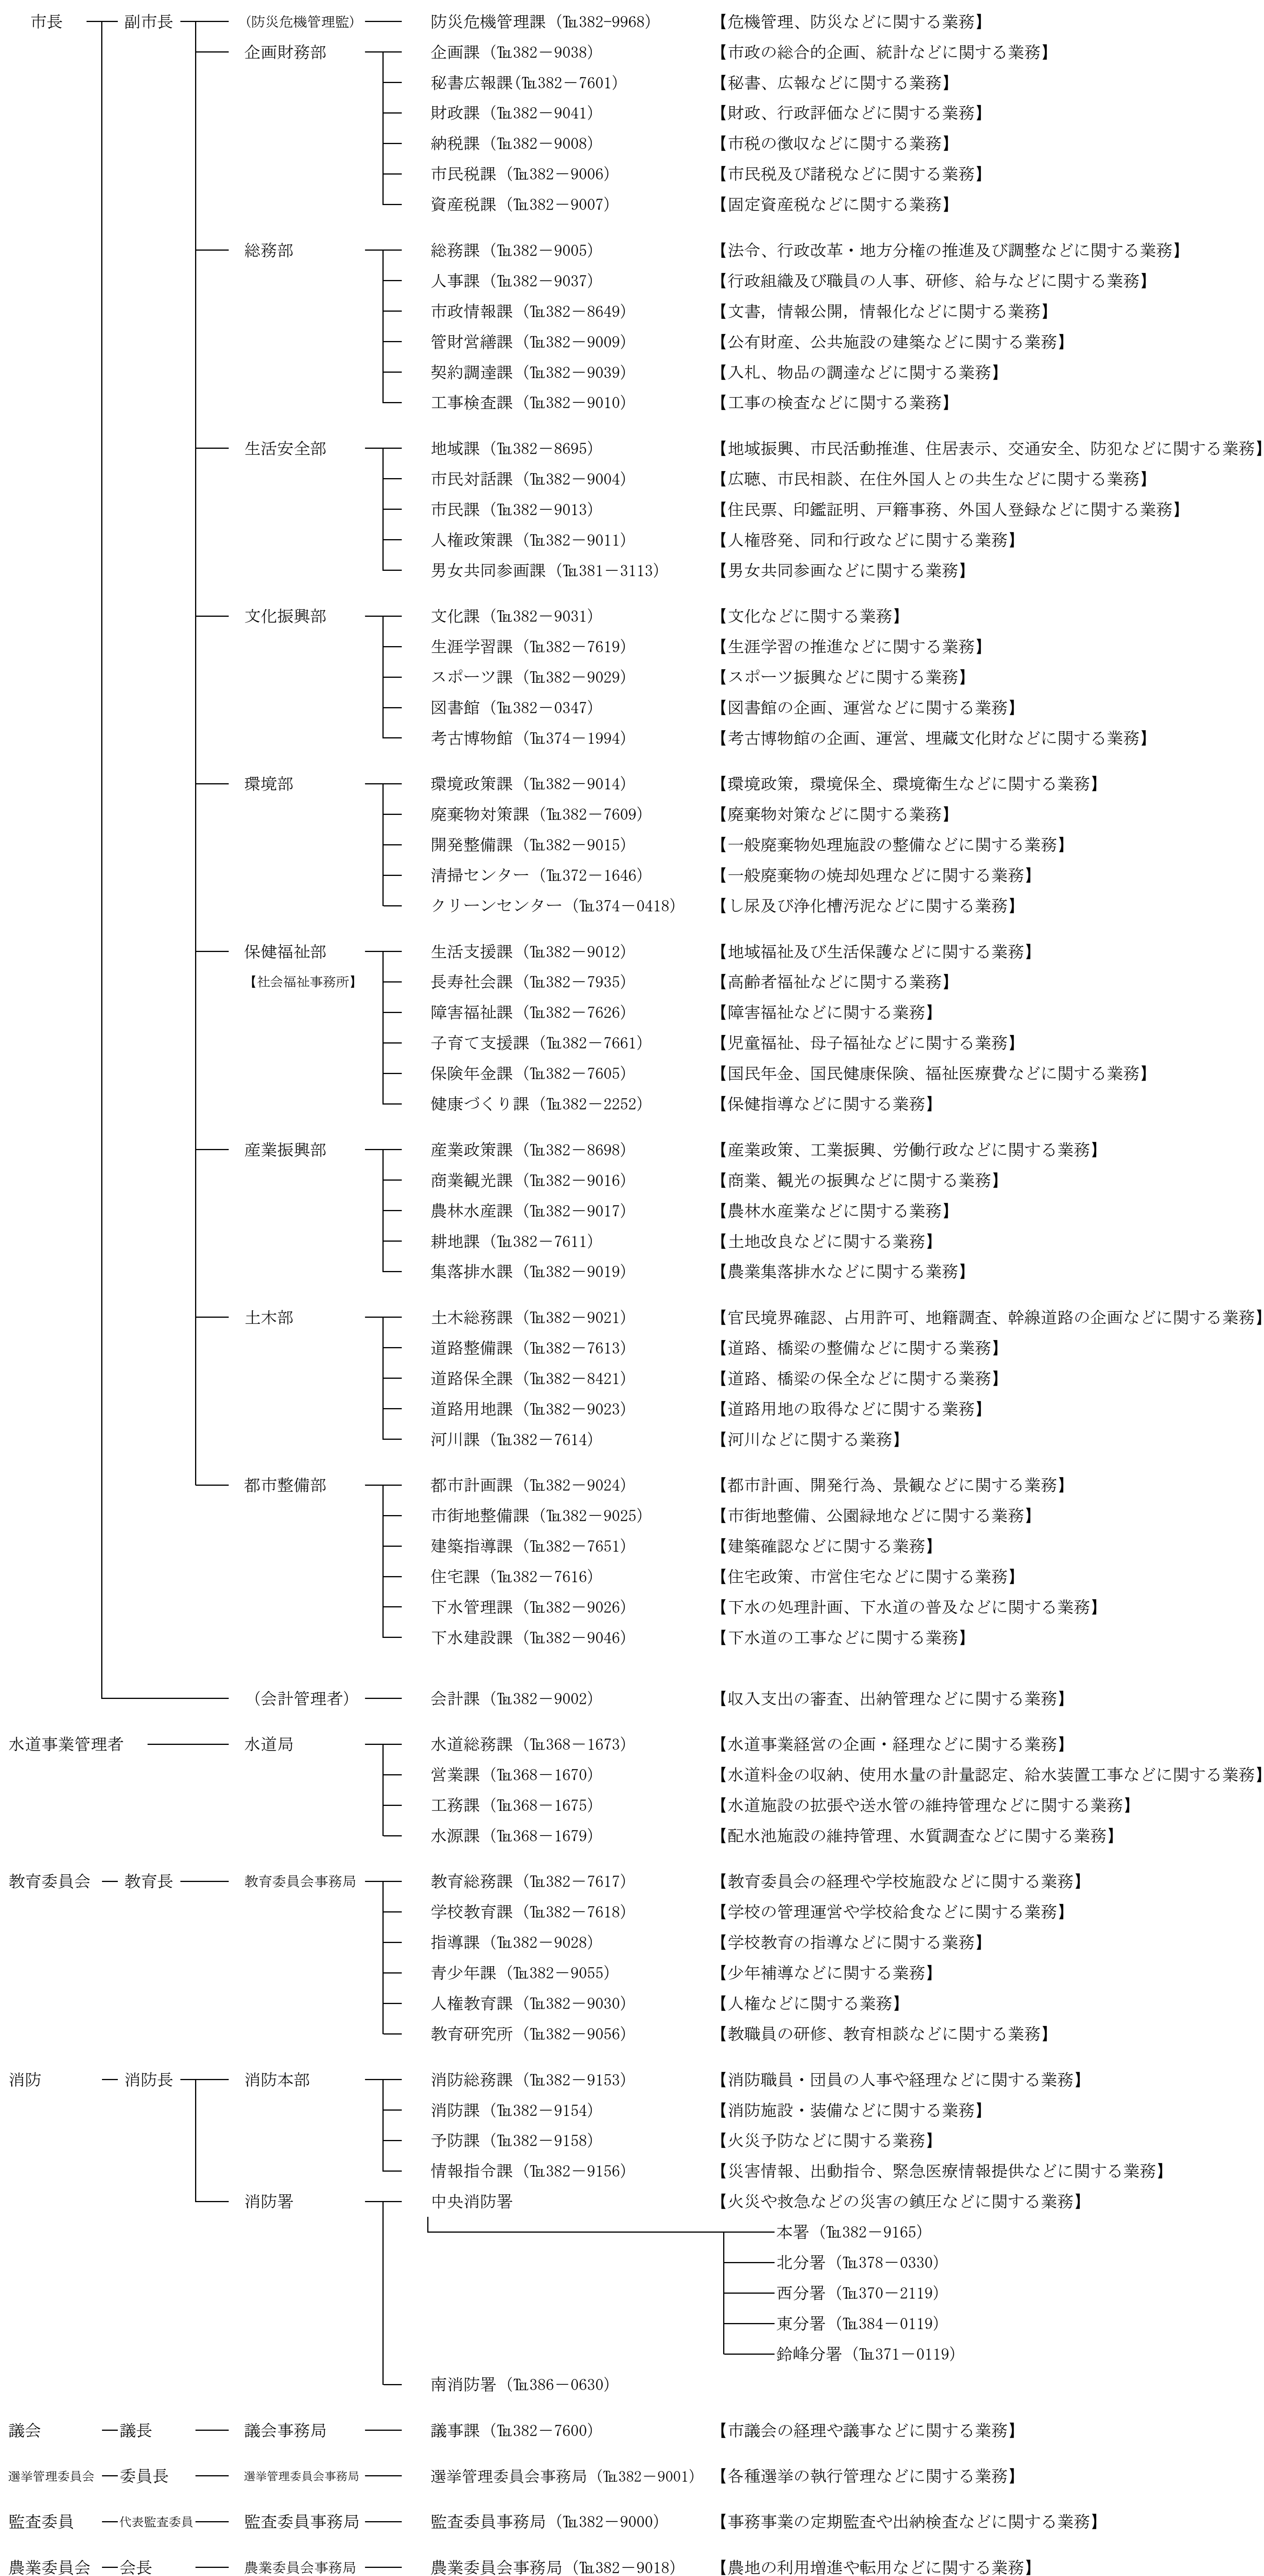 市長 副市長 (防災危機管理監) 防災危機管理課（℡382-9968） 【危機管理、防災などに関する業務】
企画財務部 企画課（℡382－9038） 【市政の総合的企画、統計などに関する業務】
秘書広報課(℡382－7601） 【秘書、広報などに関する業務】
財政課（℡382－9041） 【財政、行政評価などに関する業務】
納税課（℡382－9008） 【市税の徴収などに関する業務】
市民税課（℡382－9006） 【市民税及び諸税などに関する業務】
資産税課（℡382－9007） 【固定資産税などに関する業務】
総務部 総務課（℡382－9005） 【法令、行政改革・地方分権の推進及び調整などに関する業務】
人事課（℡382－9037） 【行政組織及び職員の人事、研修、給与などに関する業務】
市政情報課（℡382－8649） 【文書，情報公開，情報化などに関する業務】
管財営繕課（℡382－9009） 【公有財産、公共施設の建築などに関する業務】
契約調達課（℡382－9039） 【入札、物品の調達などに関する業務】
工事検査課（℡382－9010） 【工事の検査などに関する業務】
生活安全部 地域課（℡382－8695） 【地域振興、市民活動推進、住居表示、交通安全、防犯などに関する業務】
市民対話課（℡382－9004） 【広聴、市民相談、在住外国人との共生などに関する業務】
市民課（℡382－9013） 【住民票、印鑑証明、戸籍事務、外国人登録などに関する業務】
人権政策課（℡382－9011） 【人権啓発、同和行政などに関する業務】
男女共同参画課（℡381－3113） 【男女共同参画などに関する業務】
文化振興部 文化課（℡382－9031） 【文化などに関する業務】
生涯学習課（℡382－7619） 【生涯学習の推進などに関する業務】
スポーツ課（℡382－9029） 【スポーツ振興などに関する業務】
図書館（℡382－0347） 【図書館の企画、運営などに関する業務】
考古博物館（℡374－1994） 【考古博物館の企画、運営、埋蔵文化財などに関する業務】
環境部 環境政策課（℡382－9014） 【環境政策，環境保全、環境衛生などに関する業務】
廃棄物対策課（℡382－7609） 【廃棄物対策などに関する業務】
開発整備課（℡382－9015） 【一般廃棄物処理施設の整備などに関する業務】
清掃センター（℡372－1646） 【一般廃棄物の焼却処理などに関する業務】
クリーンセンター（℡374－0418） 【し尿及び浄化槽汚泥などに関する業務】
保健福祉部 生活支援課（℡382－9012） 【地域福祉及び生活保護などに関する業務】
【社会福祉事務所】 長寿社会課（℡382－7935） 【高齢者福祉などに関する業務】
障害福祉課（℡382－7626） 【障害福祉などに関する業務】
子育て支援課（℡382－7661） 【児童福祉、母子福祉などに関する業務】
保険年金課（℡382－7605） 【国民年金、国民健康保険、福祉医療費などに関する業務】
健康づくり課（℡382－2252） 【保健指導などに関する業務】
産業振興部 産業政策課（℡382－8698） 【産業政策、工業振興、労働行政などに関する業務】
商業観光課（℡382－9016） 【商業、観光の振興などに関する業務】
農林水産課（℡382－9017） 【農林水産業などに関する業務】
耕地課（℡382－7611） 【土地改良などに関する業務】
集落排水課（℡382－9019） 【農業集落排水などに関する業務】
土木部 土木総務課（℡382－9021） 【官民境界確認、占用許可、地籍調査、幹線道路の企画などに関する業務】
道路整備課（℡382－7613） 【道路、橋梁の整備などに関する業務】
道路保全課（℡382－8421） 【道路、橋梁の保全などに関する業務】
道路用地課（℡382－9023） 【道路用地の取得などに関する業務】
河川課（℡382－7614） 【河川などに関する業務】
都市整備部 都市計画課（℡382－9024） 【都市計画、開発行為、景観などに関する業務】
市街地整備課（℡382－9025） 【市街地整備、公園緑地などに関する業務】
建築指導課（℡382－7651） 【建築確認などに関する業務】
住宅課（℡382－7616） 【住宅政策、市営住宅などに関する業務】
下水管理課（℡382－9026） 【下水の処理計画、下水道の普及などに関する業務】
下水建設課（℡382－9046） 【下水道の工事などに関する業務】
（会計管理者） 会計課（℡382－9002） 【収入支出の審査、出納管理などに関する業務】
水道事業管理者 水道局 水道総務課（℡368－1673） 【水道事業経営の企画・経理などに関する業務】
営業課（℡368－1670） 【水道料金の収納、使用水量の計量認定、給水装置工事などに関する業務】
工務課（℡368－1675） 【水道施設の拡張や送水管の維持管理などに関する業務】
水源課（℡368－1679） 【配水池施設の維持管理、水質調査などに関する業務】
教育委員会 教育長 教育委員会事務局 教育総務課（℡382－7617） 【教育委員会の経理や学校施設などに関する業務】
学校教育課（℡382－7618） 【学校の管理運営や学校給食などに関する業務】
指導課（℡382－9028） 【学校教育の指導などに関する業務】
青少年課（℡382－9055） 【少年補導などに関する業務】
人権教育課（℡382－9030） 【人権などに関する業務】
教育研究所（℡382－9056） 【教職員の研修、教育相談などに関する業務】
消防 消防長 消防本部 消防総務課（℡382－9153） 【消防職員・団員の人事や経理などに関する業務】
消防課（℡382－9154） 【消防施設・装備などに関する業務】
予防課（℡382－9158） 【火災予防などに関する業務】
情報指令課（℡382－9156） 【災害情報、出動指令、緊急医療情報提供などに関する業務】
消防署 中央消防署 【火災や救急などの災害の鎮圧などに関する業務】
本署（℡382－9165）
北分署（℡378－0330）
西分署（℡370－2119）
東分署（℡384－0119）
鈴峰分署（℡371－0119）
南消防署（℡386－0630）
議会 議長 議会事務局 議事課（℡382－7600） 【市議会の経理や議事などに関する業務】
選挙管理委員会 委員長 選挙管理委員会事務局 選挙管理委員会事務局（℡382－9001） 【各種選挙の執行管理などに関する業務】
監査委員 代表監査委員 監査委員事務局 監査委員事務局（℡382－9000） 【事務事業の定期監査や出納検査などに関する業務】
農業委員会 会長 農業委員会事務局 農業委員会事務局（℡382－9018） 【農地の利用増進や転用などに関する業務】